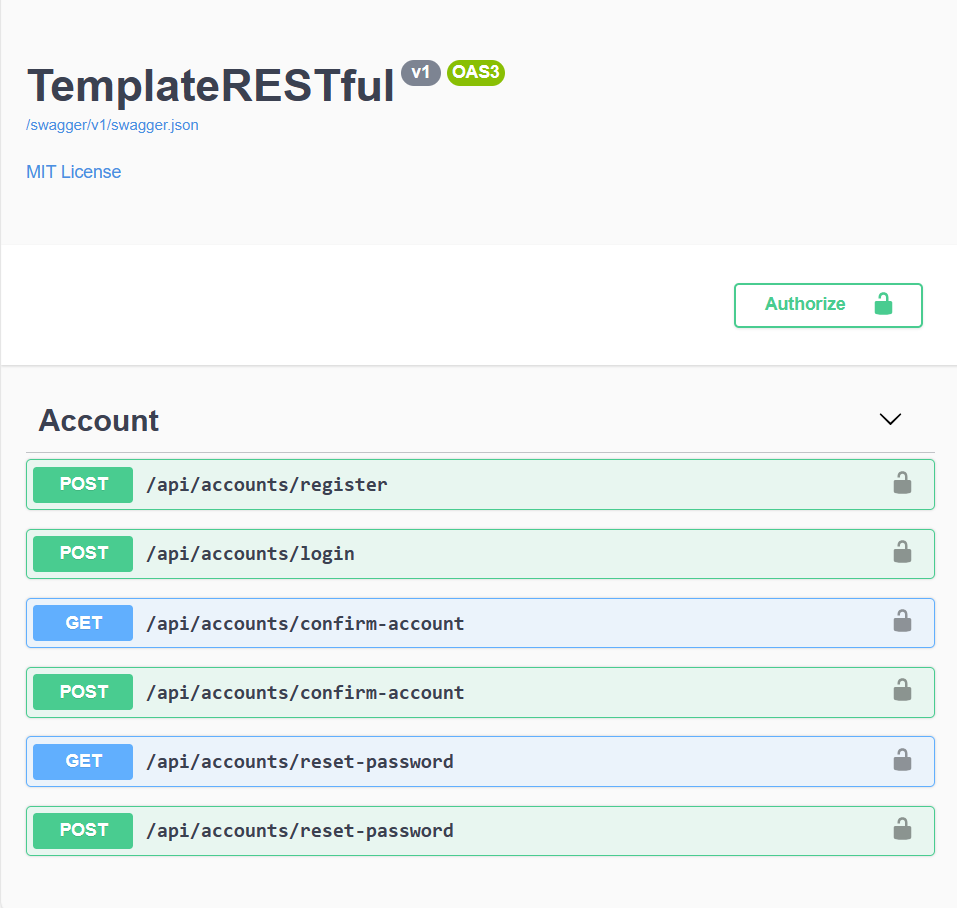 TemplateRESTful v1 OAS3
/swagger/v1/swagger.json
MIT License
Authorize
Account
POST /api/accounts/register
POST /api/accounts/login
GET /api/accounts/confirm-account
POST /api/accounts/confirm-account
GET /api/accounts/reset-password
POST /api/accounts/reset-password